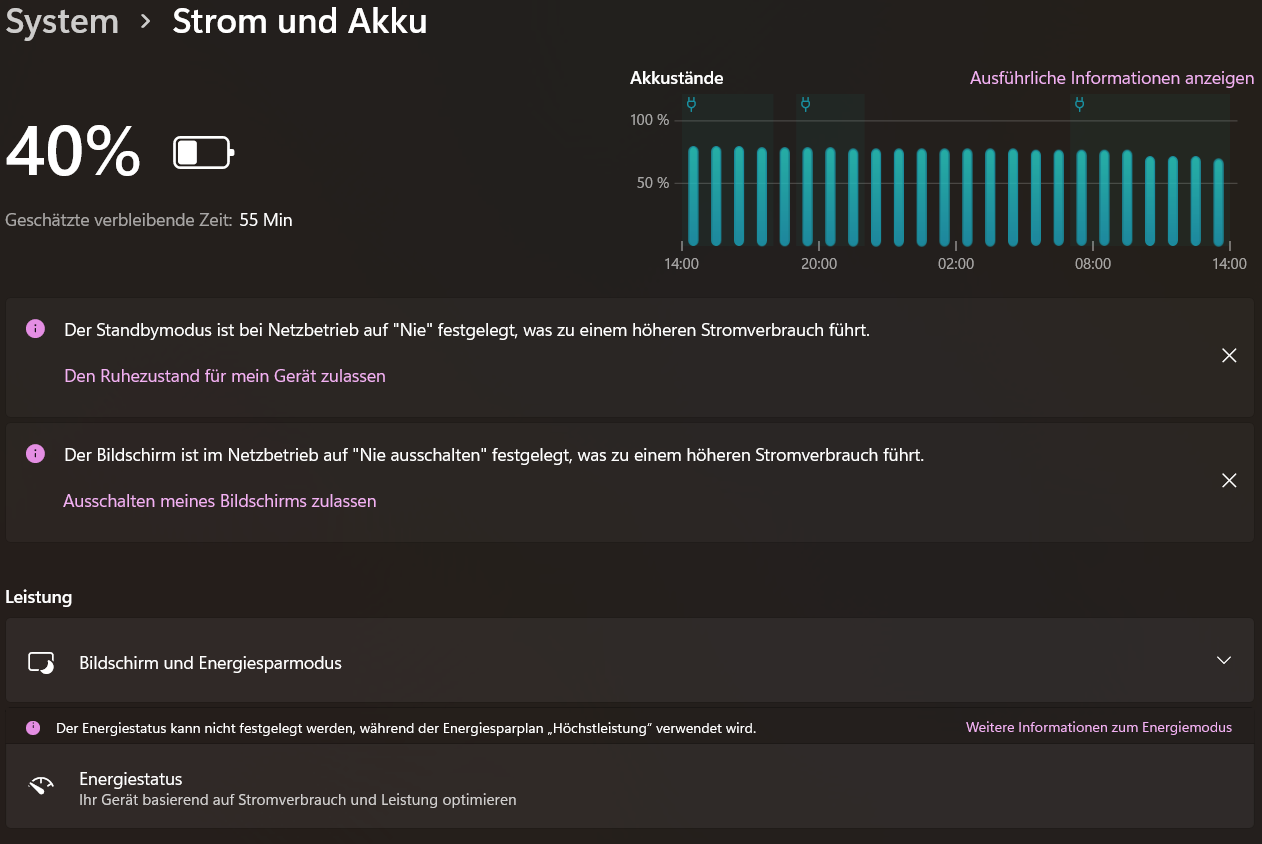 System > Strom und Akku
Akkustände
Ausführliche Informationen anzeigen
40%
Geschätzte verbleibende Zeit: 55 Min
100 %
50 %
14:00
20:00
02:00
08:00
14:00
Der Standbymodus ist bei Netzbetrieb auf "Nie" festgelegt, was zu einem höheren Stromverbrauch führt.
Den Ruhezustand für mein Gerät zulassen
Der Bildschirm ist im Netzbetrieb auf "Nie ausschalten" festgelegt, was zu einem höheren Stromverbrauch führt.
Ausschalten meines Bildschirms zulassen
Leistung
Bildschirm und Energiesparmodus
Der Energiestatus kann nicht festgelegt werden, während der Energiesparplan „Höchstleistung“ verwendet wird.
Weitere Informationen zum Energiemodus
Energiestatus
Ihr Gerät basierend auf Stromverbrauch und Leistung optimieren